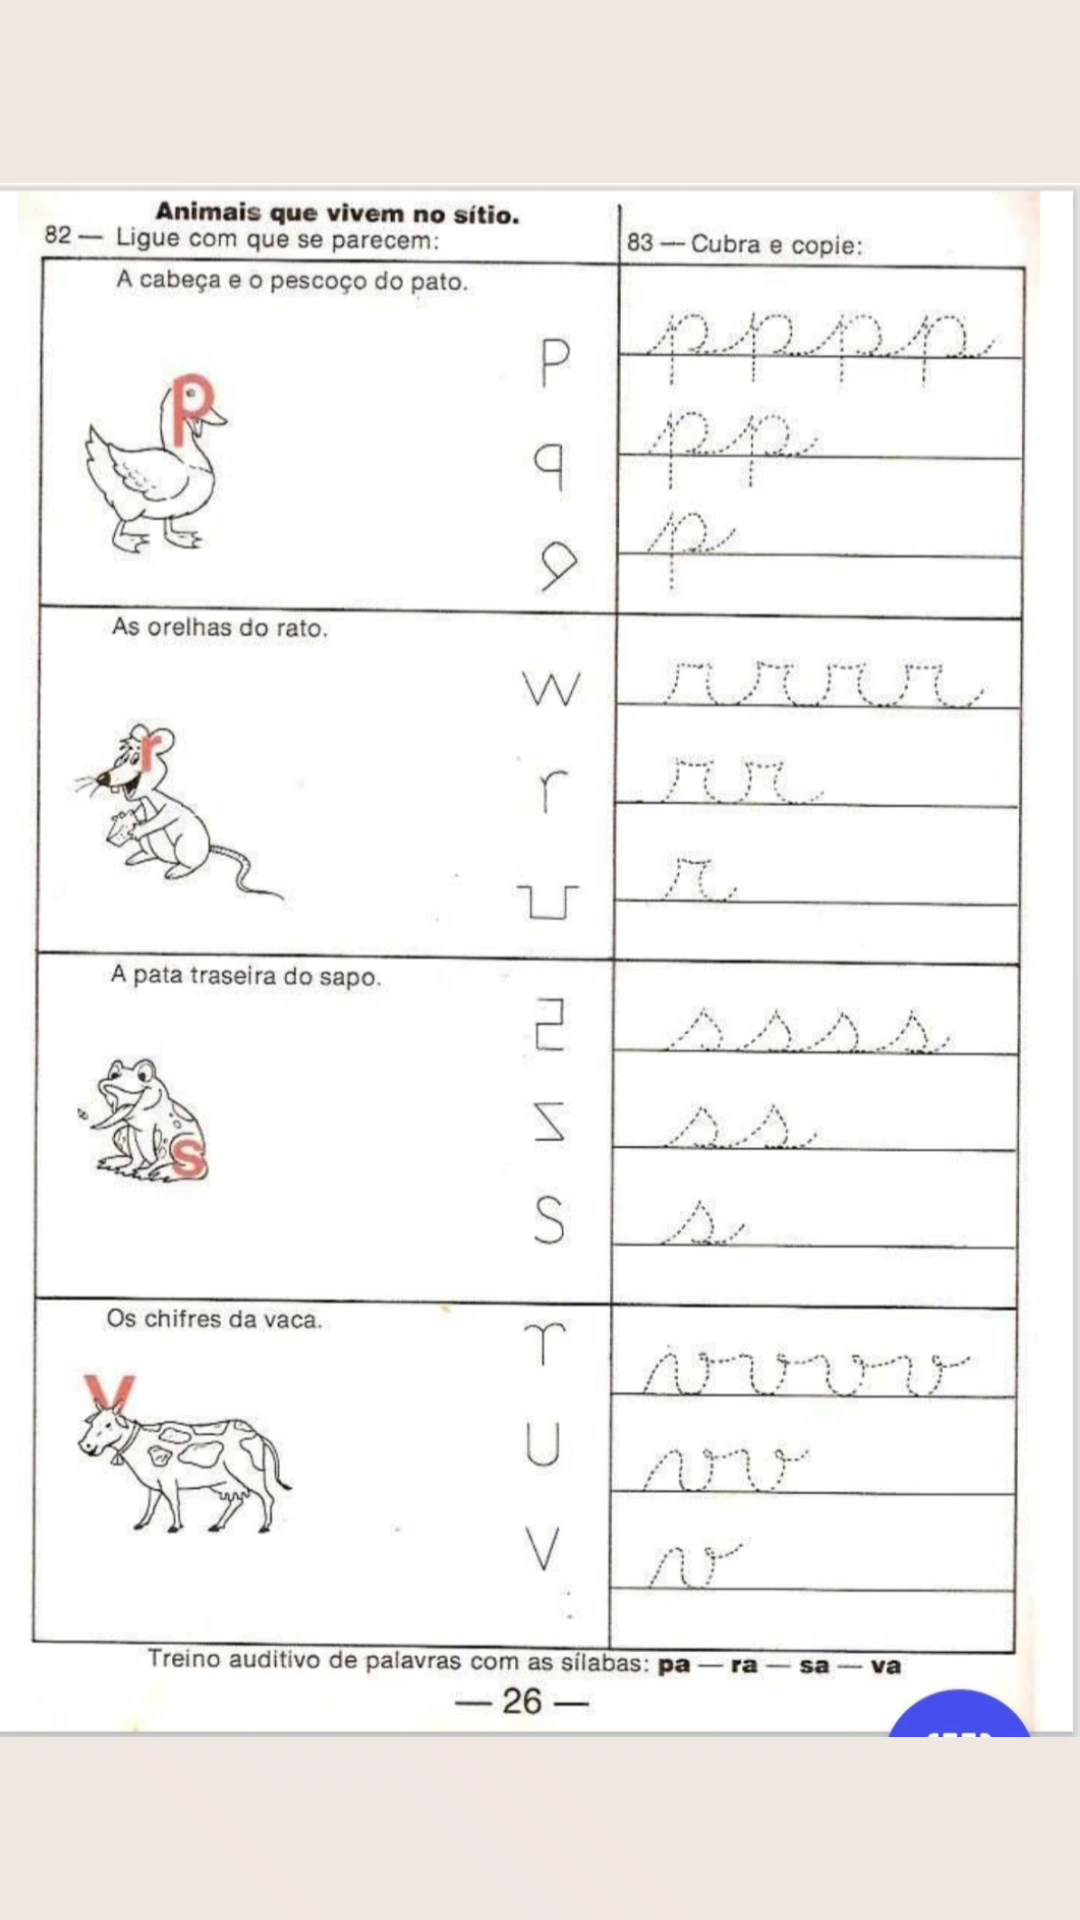 Animais que vivem no sítio.
82 — Ligue com que se parecem:
83 — Cubra e copie:
A cabeça e o pescoço do pato.
p
P
q
p p p p
p p
p
As orelhas do rato.
r
W
r
r r r r
r r
r
A pata traseira do sapo.
s
S
s s s s
s s
s
Os chifres da vaca.
v
U
V
v v v v
v v
v
Treino auditivo de palavras com as sílabas: pa — ra — sa — va
— 26 —